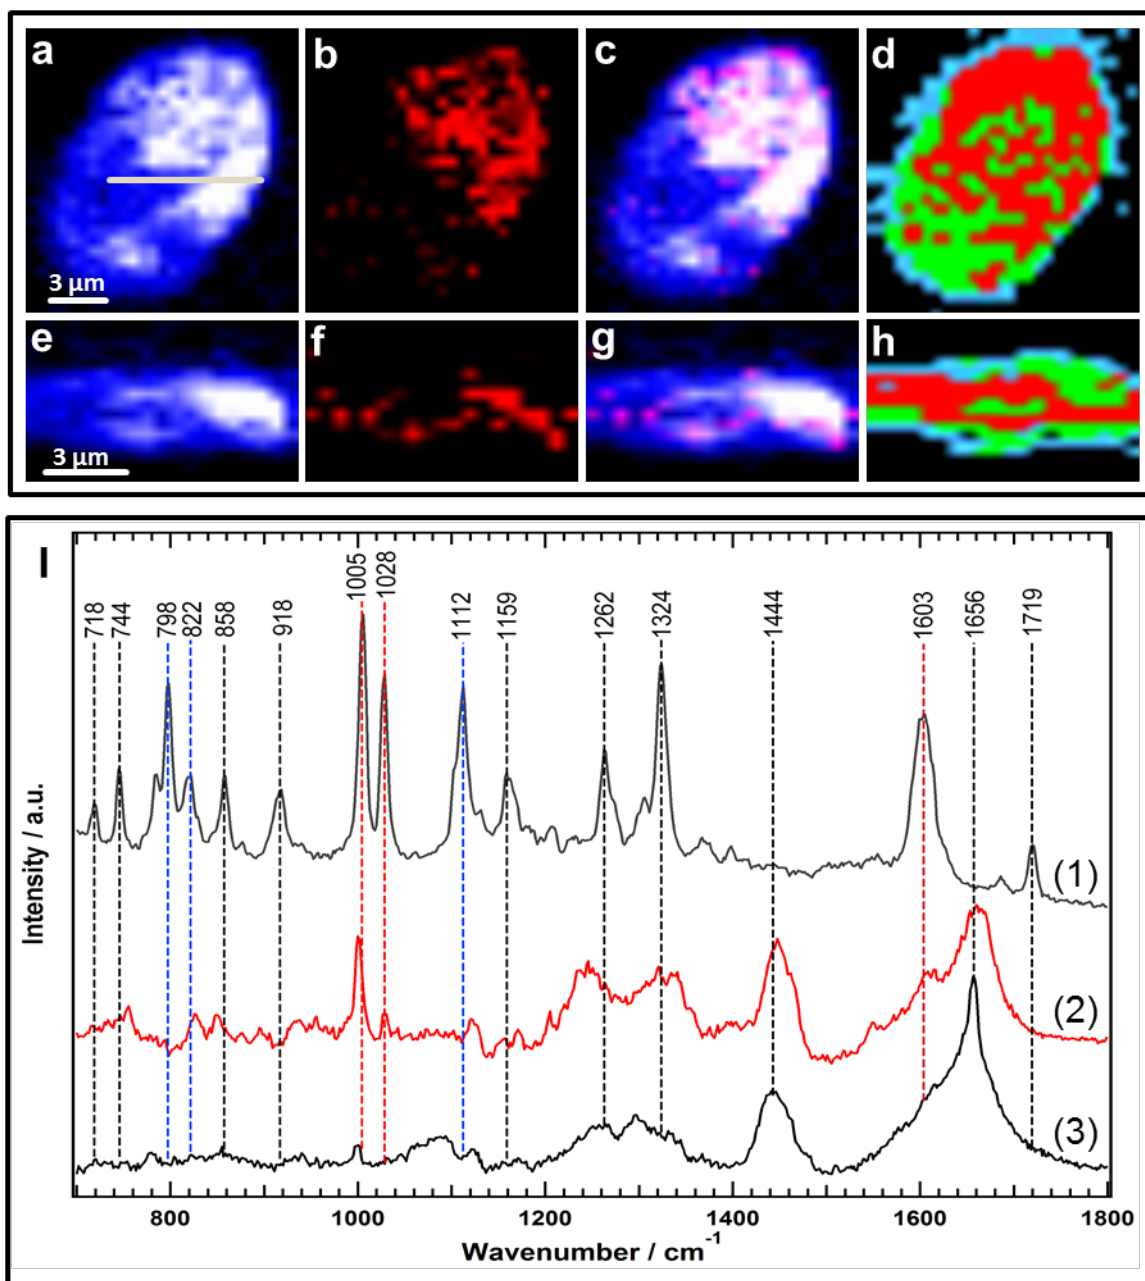 a
b
c
d
3 μm
e
f
g
h
3 μm
I
718
744
798
822
858
918
1005
1028
1112
1159
1262
1324
1444
1603
1656
1719
Intensity / a.u.
(1)
(2)
(3)
800 1000 1200 1400 1600 1800
Wavenumber / cm⁻¹